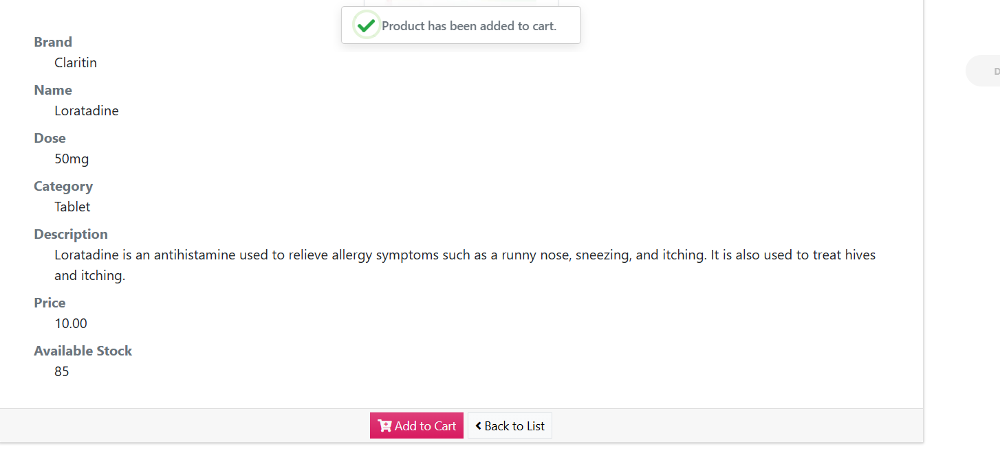 Product has been added to cart.
Brand
Claritin
Name
Loratadine
Dose
50mg
Category
Tablet
Description
Loratadine is an antihistamine used to relieve allergy symptoms such as a runny nose, sneezing, and itching. It is also used to treat hives
and itching.
Price
10.00
Available Stock
85
Add to Cart
Back to List